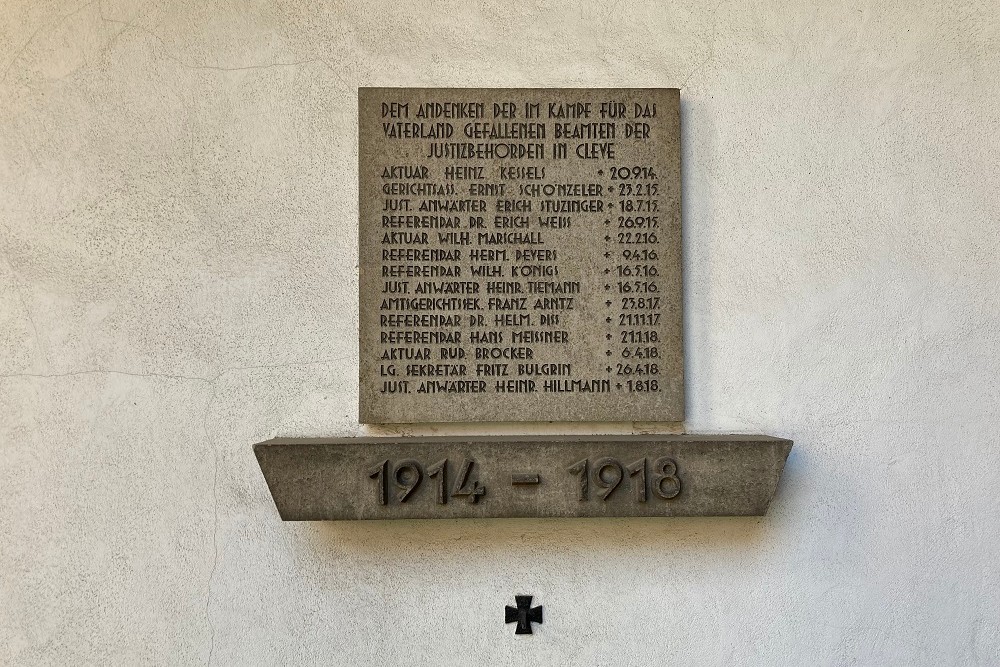 DEM ANDENKEN DER IM KAMPF FÜR DAS
VATERLAND GEFALLENEN BEAMTEN DER
JUSTIZBEHÖRDEN IN CLEVE
AKTUAR HEINZ KESSELS + 20.9.14.
GERICHTSASS. ERNST SCHÖNZELER + 23.2.15.
JUST. ANWÄRTER ERICH STUZINGER + 18.7.15.
REFERENDAR DR. ERICH WEISS + 26.9.15.
AKTUAR WILH. MARSCHALL + 22.2.16.
REFERENDAR HERM. DEVERS + 9.4.16.
REFERENDAR WILH. KÖNIGS + 16.5.16.
JUST. ANWÄRTER HEINR. TIEMANN + 16.5.16.
AMTSGERICHTSSEK. FRANZ ARNTZ + 23.8.17.
REFERENDAR DR. HELM. DISS + 21.11.17.
REFERENDAR HANS MEISSNER + 21.1.18.
AKTUAR RUD. BRÖCKER + 6.4.18.
LG. SEKRETÄR FRITZ BULGRIN + 26.4.18.
JUST. ANWÄRTER HEINR. HILLMANN + 1.8.18.
1914 - 1918